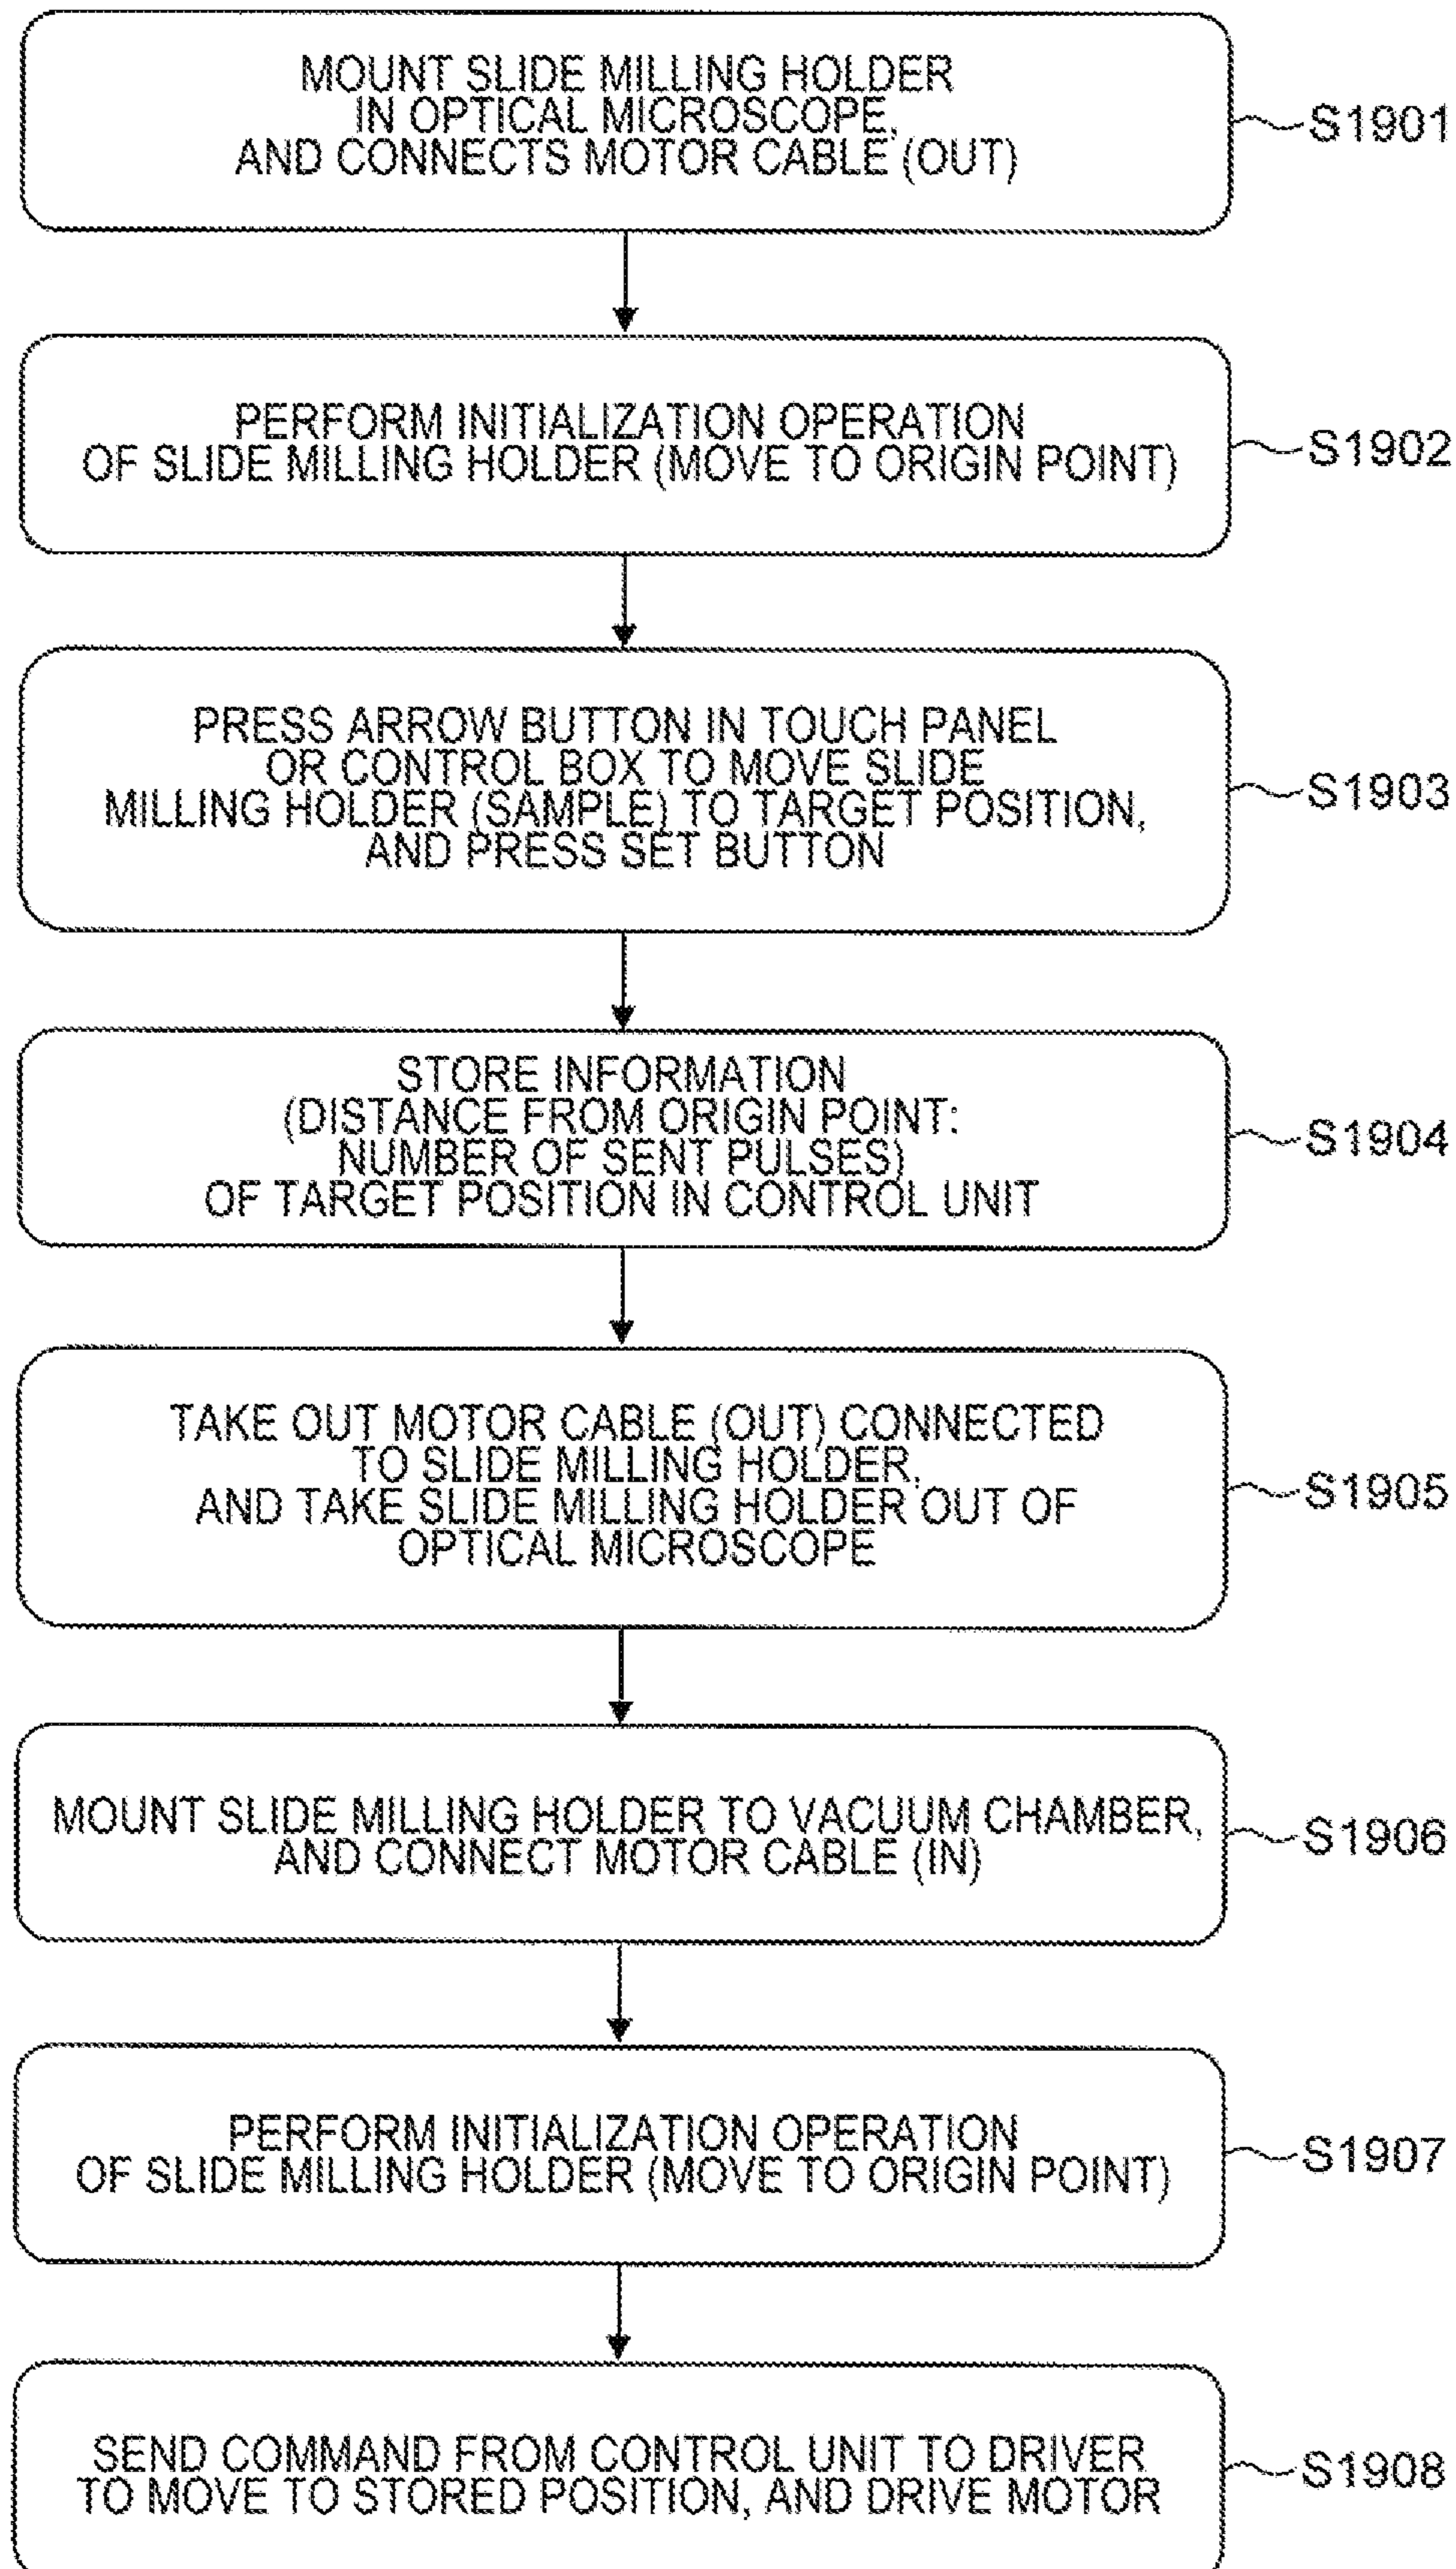 MOUNT SLIDE MILLING HOLDER
IN OPTICAL MICROSCOPE,
AND CONNECTS MOTOR CABLE (OUT)
S1901
PERFORM INITIALIZATION OPERATION
OF SLIDE MILLING HOLDER (MOVE TO ORIGIN POINT)
S1902
PRESS ARROW BUTTON IN TOUCH PANEL
OR CONTROL BOX TO MOVE SLIDE
MILLING HOLDER (SAMPLE) TO TARGET POSITION,
AND PRESS SET BUTTON
S1903
STORE INFORMATION
(DISTANCE FROM ORIGIN POINT:
NUMBER OF SENT PULSES)
OF TARGET POSITION IN CONTROL UNIT
S1904
TAKE OUT MOTOR CABLE (OUT) CONNECTED
TO SLIDE MILLING HOLDER,
AND TAKE SLIDE MILLING HOLDER OUT OF
OPTICAL MICROSCOPE
S1905
MOUNT SLIDE MILLING HOLDER TO VACUUM CHAMBER,
AND CONNECT MOTOR CABLE (IN)
S1906
PERFORM INITIALIZATION OPERATION
OF SLIDE MILLING HOLDER (MOVE TO ORIGIN POINT)
S1907
SEND COMMAND FROM CONTROL UNIT TO DRIVER
TO MOVE TO STORED POSITION, AND DRIVE MOTOR
S1908